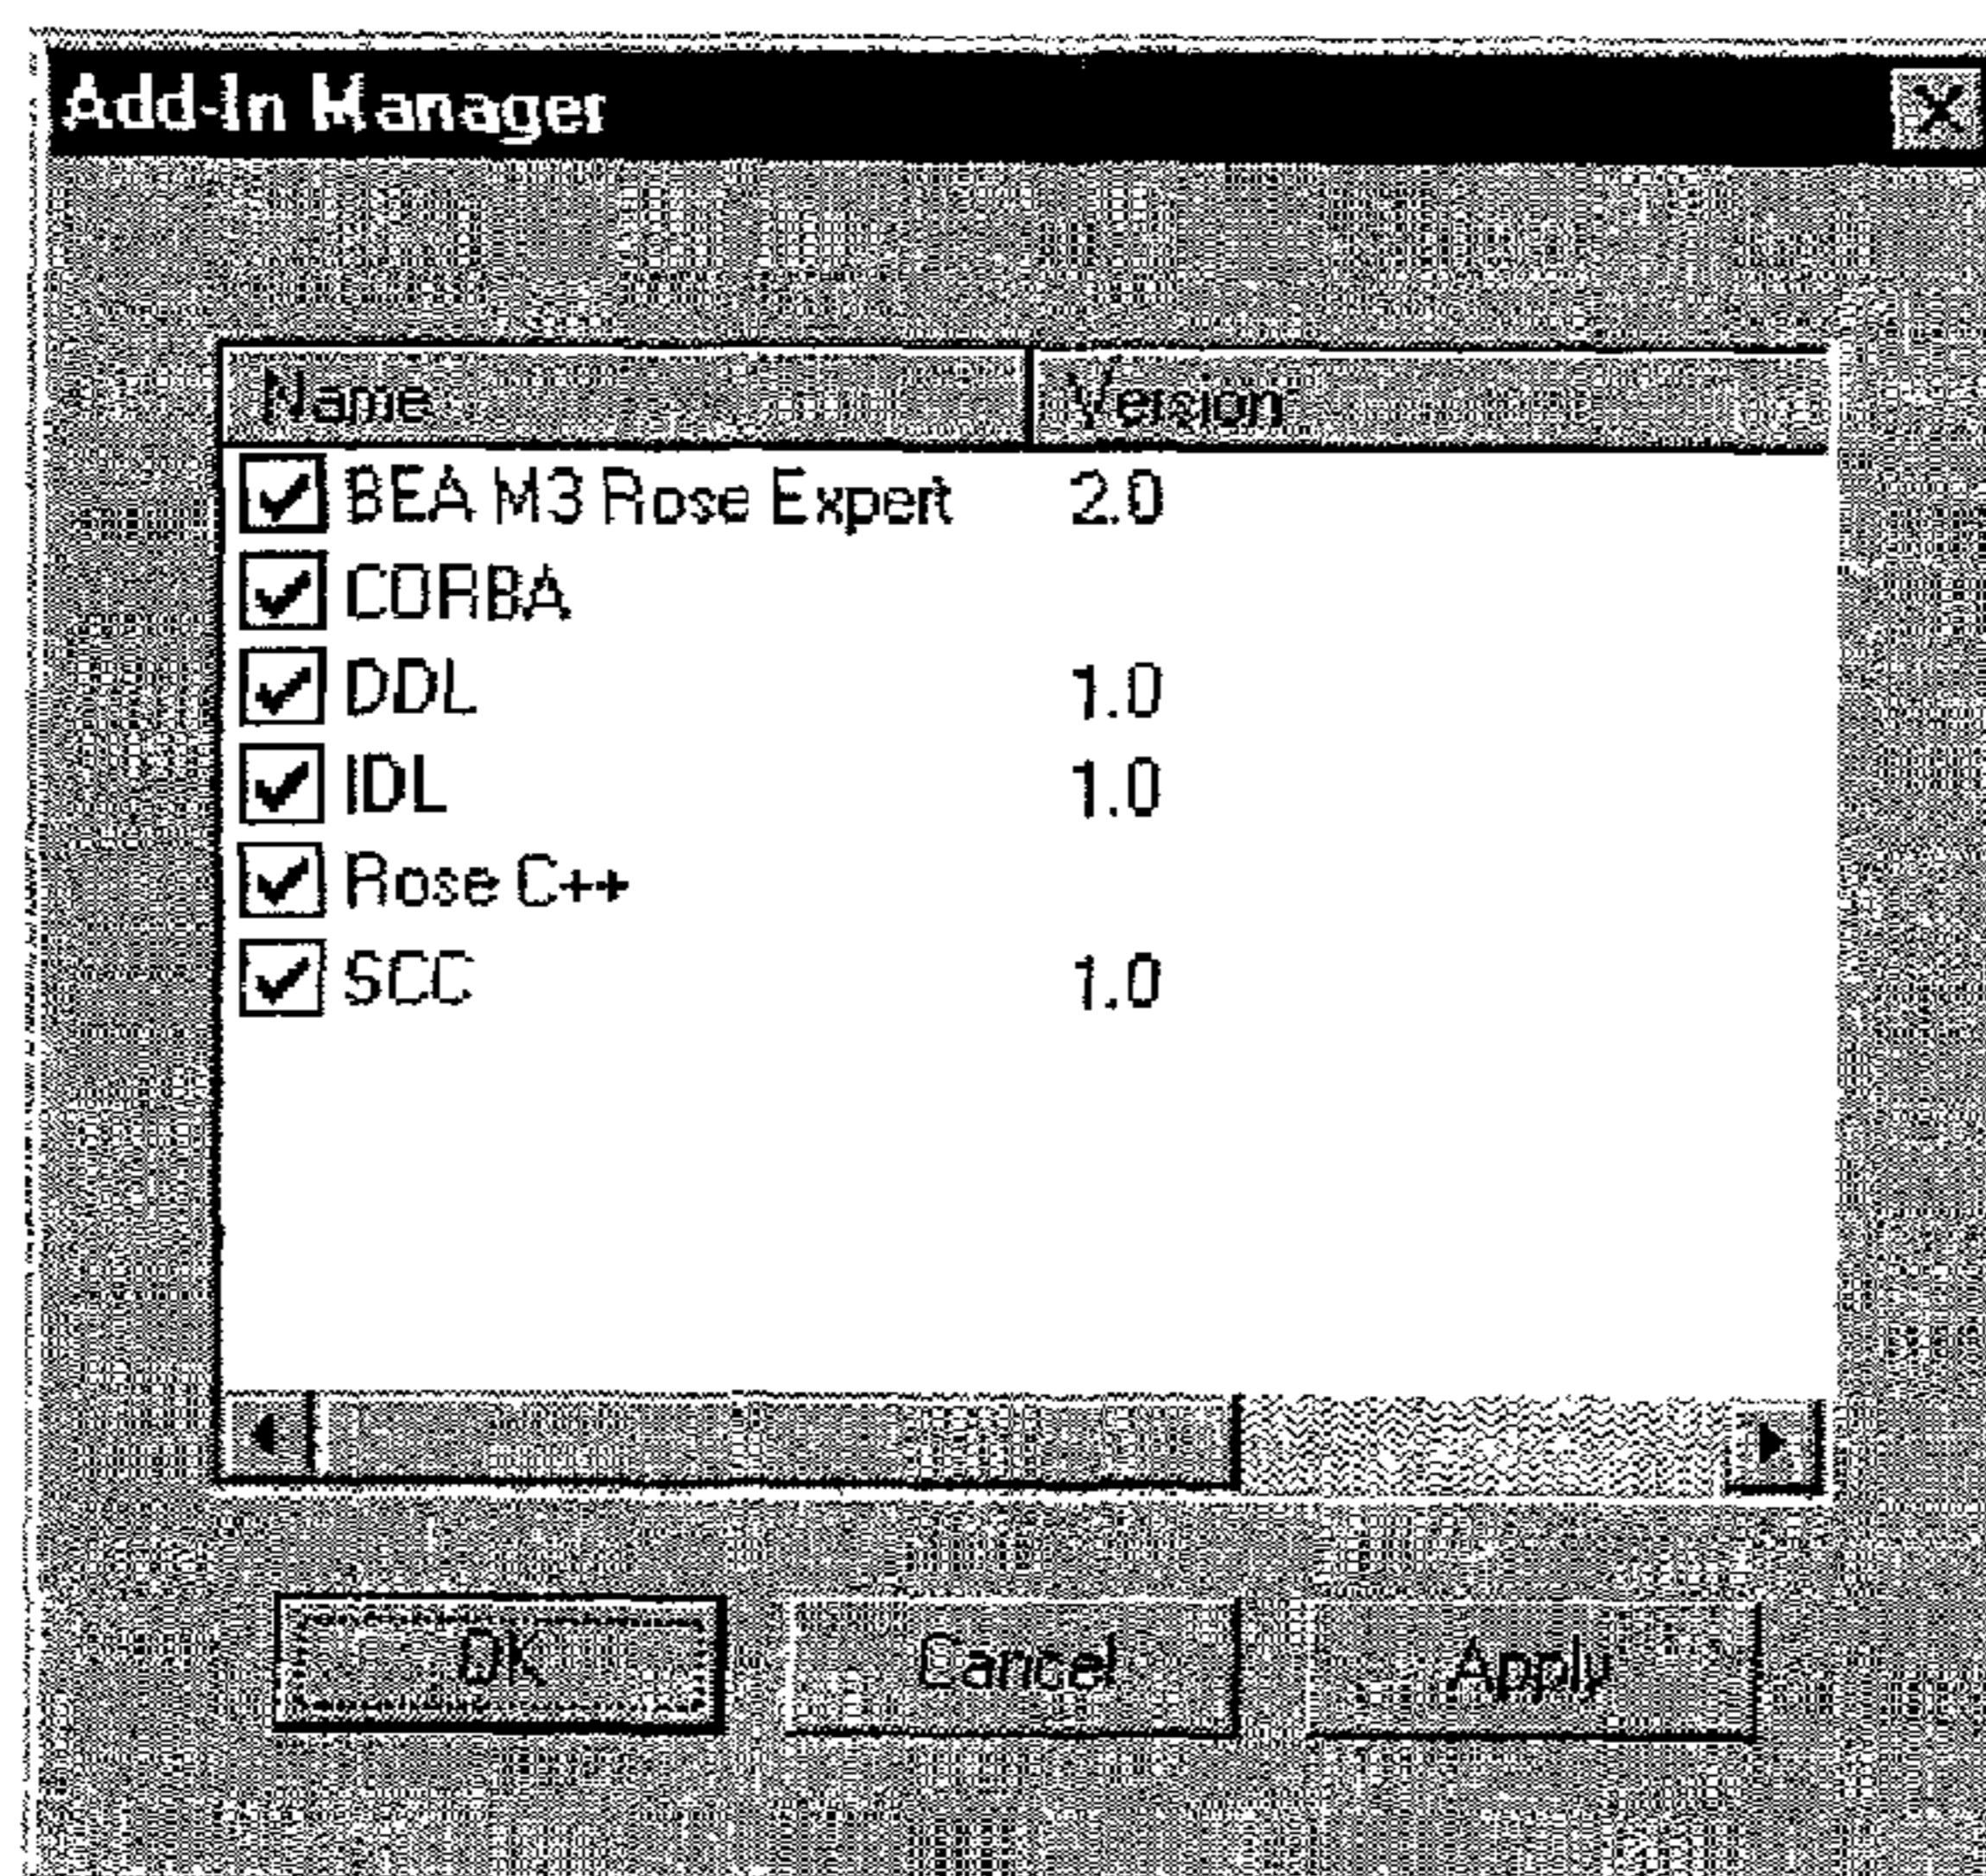 Add-In Manager
Name Version
BEA M3 Rose Expert 2.0
CORBA
DDL 1.0
IDL 1.0
Rose C++
SCC 1.0
OK Cancel Apply